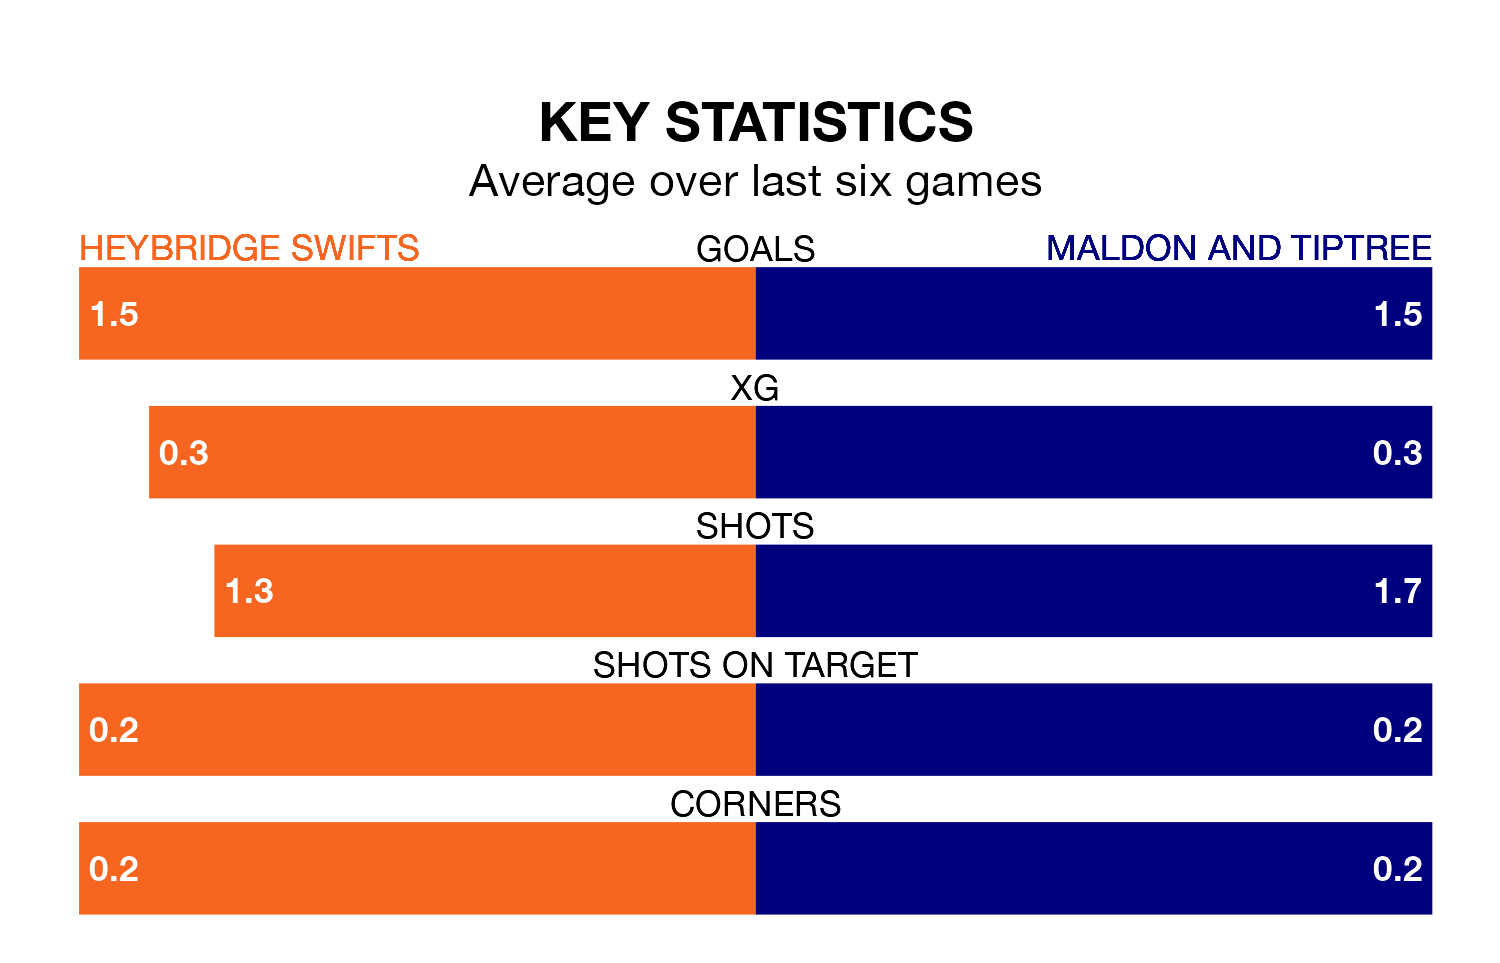 KEY STATISTICS
Average over last six games
HEYBRIDGE SWIFTS GOALS MALDON AND TIPTREE
1.5 1.5
XG
0.3 0.3
SHOTS
1.3 1.7
SHOTS ON TARGET
0.2 0.2
CORNERS
0.2 0.2